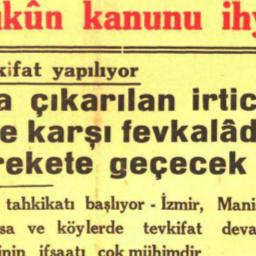 kûn kanunu ihy
kifat yapılıyor
a çıkarılan irtic
e karşı fevkalâd
rekete geçecek
tahkikatı başlıyor - İzmir, Mani
sa ve köylerde tevkifat deva
inin ifşaatı çok mühimdir